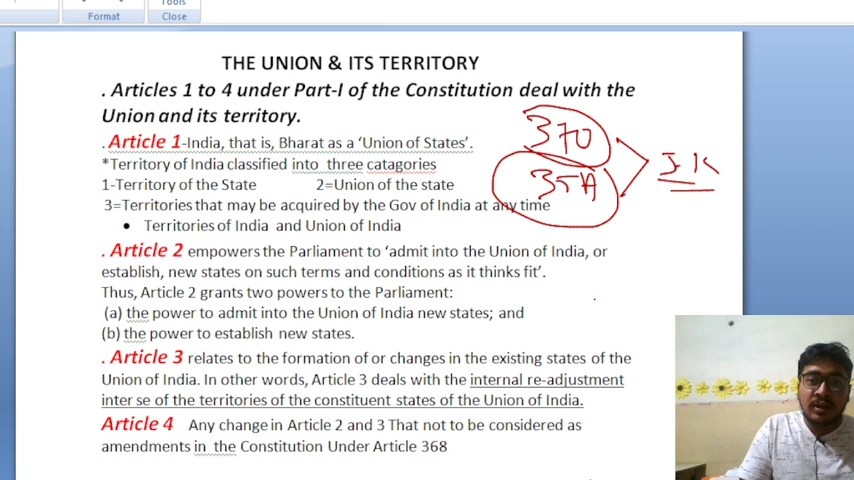 Tools
Format
Close
THE UNION & ITS TERRITORY
. Articles 1 to 4 under Part-I of the Constitution deal with the
Union and its territory.
. Article 1-India, that is, Bharat as a ‘Union of States’.
*Territory of India classified into three catagories
1-Territory of the State 2=Union of the state
3=Territories that may be acquired by the Gov of India at any time
• Territories of India and Union of India
. Article 2 empowers the Parliament to ‘admit into the Union of India, or
establish, new states on such terms and conditions as it thinks fit’.
Thus, Article 2 grants two powers to the Parliament:
(a) the power to admit into the Union of India new states; and
(b) the power to establish new states.
. Article 3 relates to the formation of or changes in the existing states of the
Union of India. In other words, Article 3 deals with the internal re-adjustment
inter se of the territories of the constituent states of the Union of India.
Article 4 Any change in Article 2 and 3 That not to be considered as
amendments in the Constitution Under Article 368
370
35A
J K